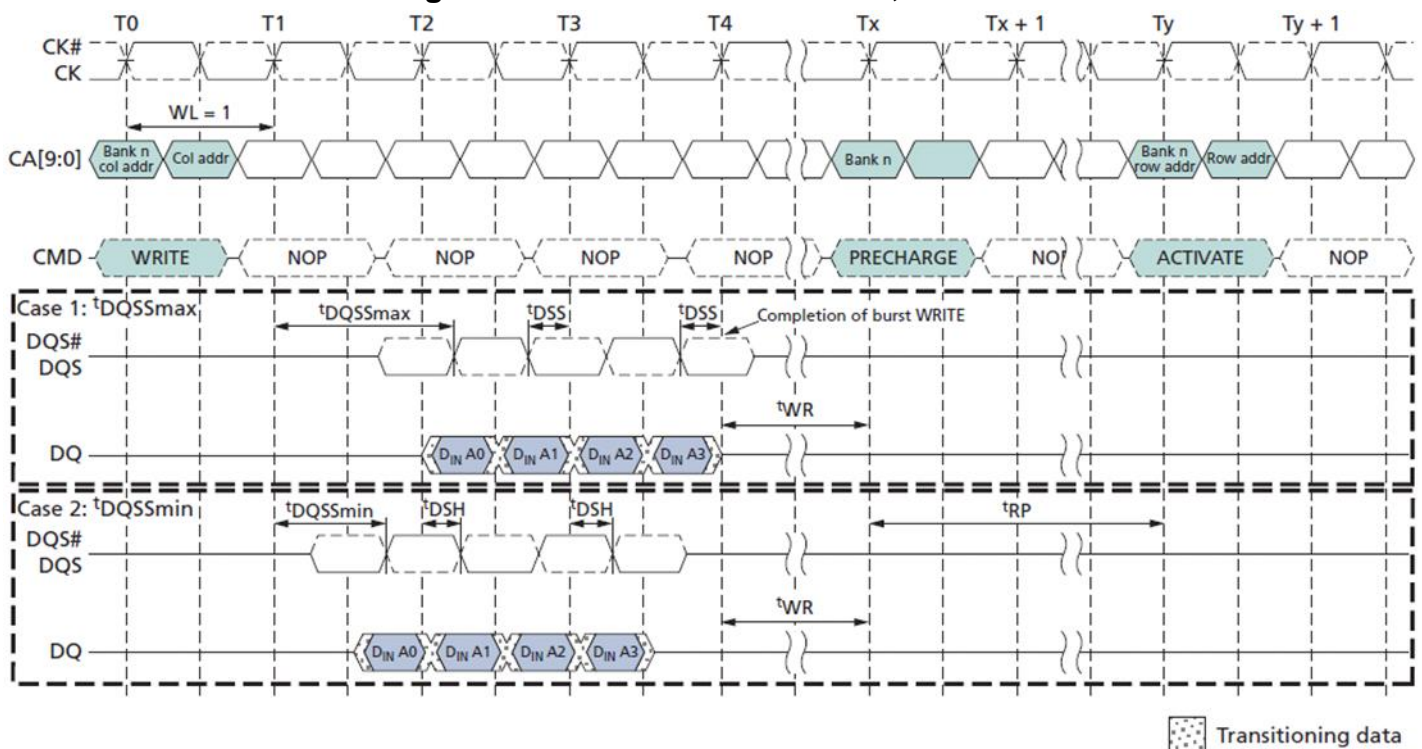 T0 T1 T2 T3 T4 Tx Tx + 1 Ty Ty + 1
CK#
CK
WL = 1
CA[9:0] Bank n col addr Col addr Bank n Bank n row addr Row addr
CMD WRITE NOP NOP NOP NOP PRECHARGE NOP ACTIVATE NOP
Case 1: tDQSSmax
tDQSSmax tDSS tDSS Completion of burst WRITE
DQS#
DQS
tWR
DQ DIN A0 DIN A1 DIN A2 DIN A3
Case 2: tDQSSmin
tDQSSmin tDSH tDSH tRP
DQS#
DQS
tWR
DQ DIN A0 DIN A1 DIN A2 DIN A3
Transitioning data